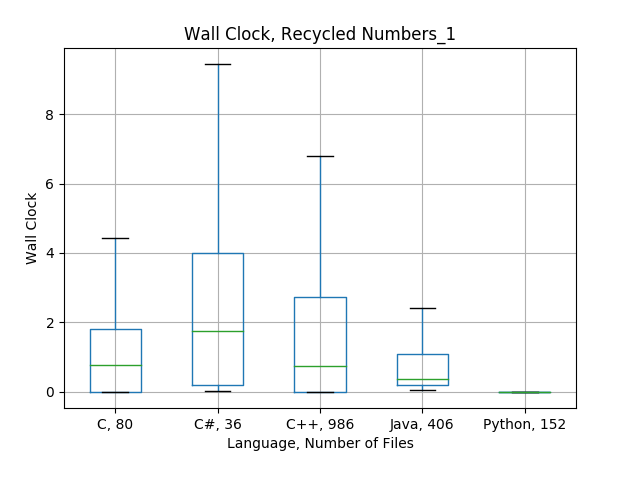 Wall Clock, Recycled Numbers_1
Wall Clock
8
6
4
2
0
C, 80
C#, 36
C++, 986
Java, 406
Python, 152
Language, Number of Files